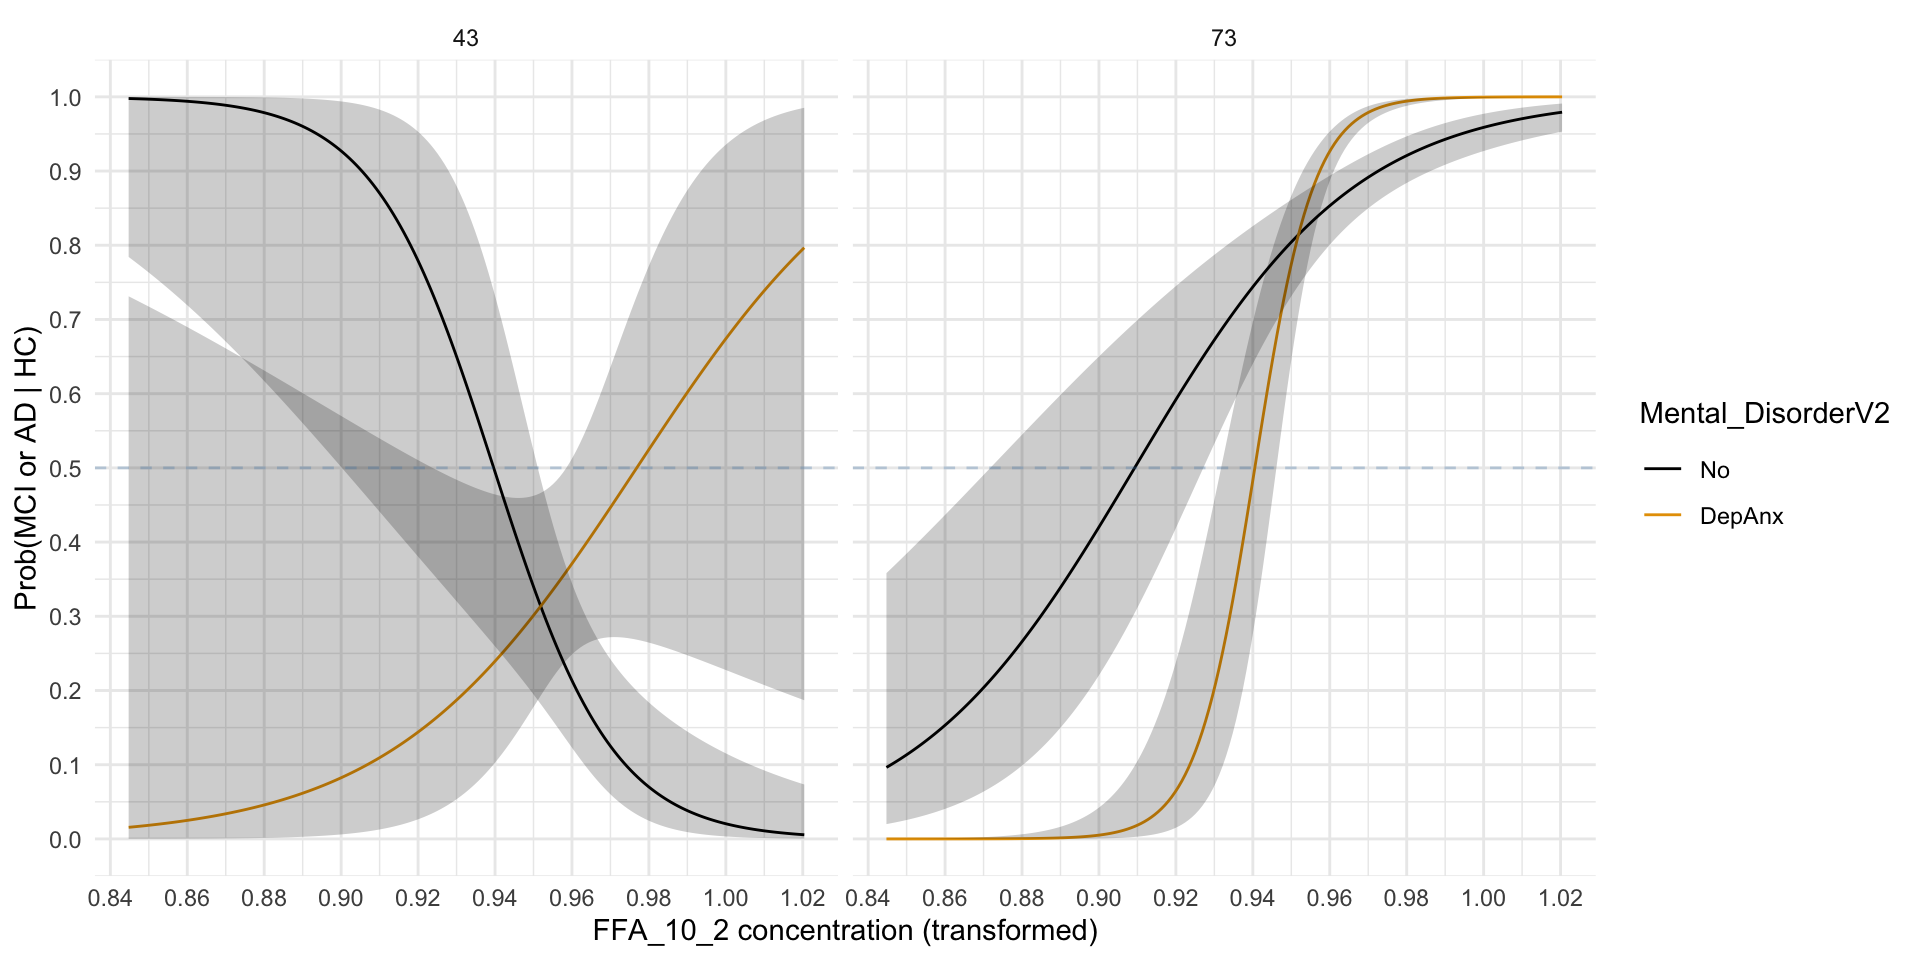 43
73
1.0
0.9
0.8
0.7
0.6
0.5
0.4
0.3
0.2
0.1
0.0
Prob(MCI or AD | HC)
0.84 0.86 0.88 0.90 0.92 0.94 0.96 0.98 1.00 1.02
0.84 0.86 0.88 0.90 0.92 0.94 0.96 0.98 1.00 1.02
FFA_10_2 concentration (transformed)
Mental_DisorderV2
No
DepAnx